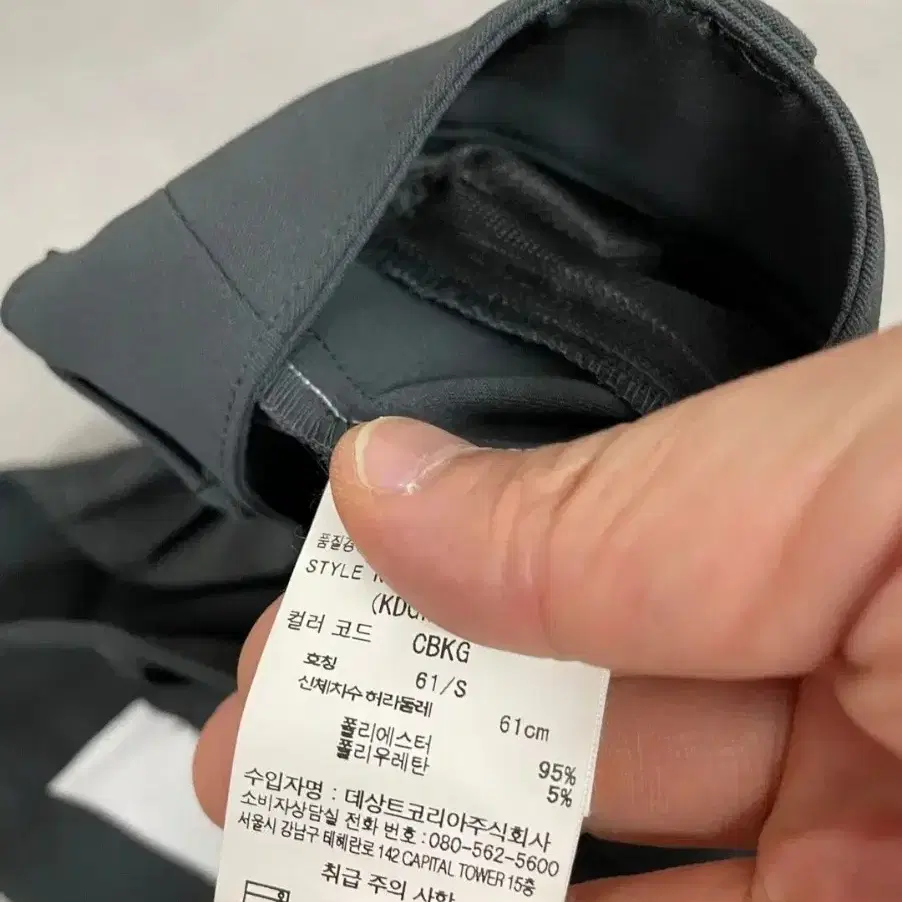 STYLE
컬러 코드 CBKG
호칭 61/S
신체치수 허리둘레 61cm
폴리에스터 95%
폴리우레탄 5%
수입자명 : 데상트코리아주식회사
소비자상담실 전화 번호 : 080-562-5600
서울시 강남구 테헤란로 142 CAPITAL TOWER 15층
취급 주의 사항